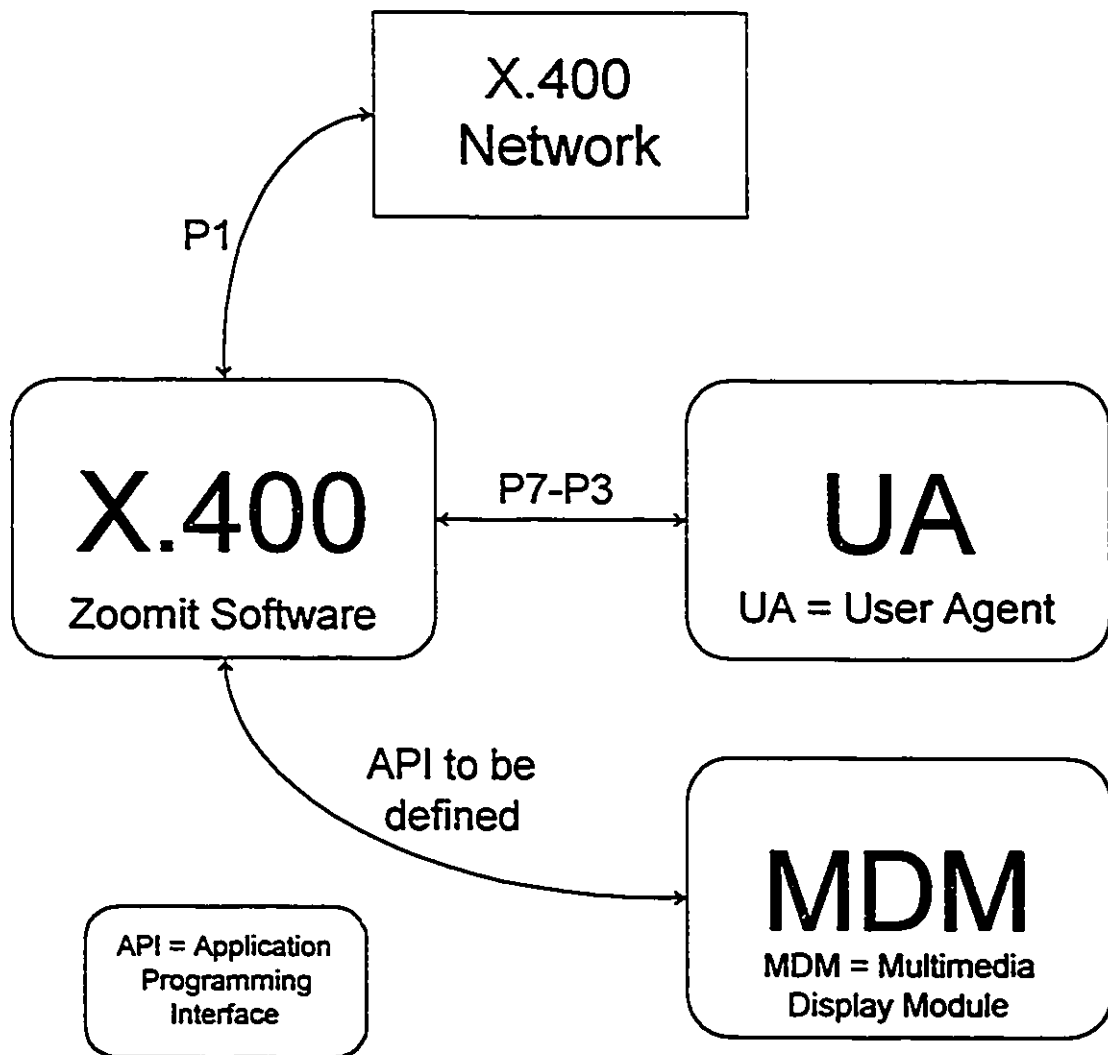 X.400
Network
P1
X.400
Zoomit Software
P7-P3
UA
UA = User Agent
API to be
defined
MDM
MDM = Multimedia
Display Module
API = Application
Programming
Interface